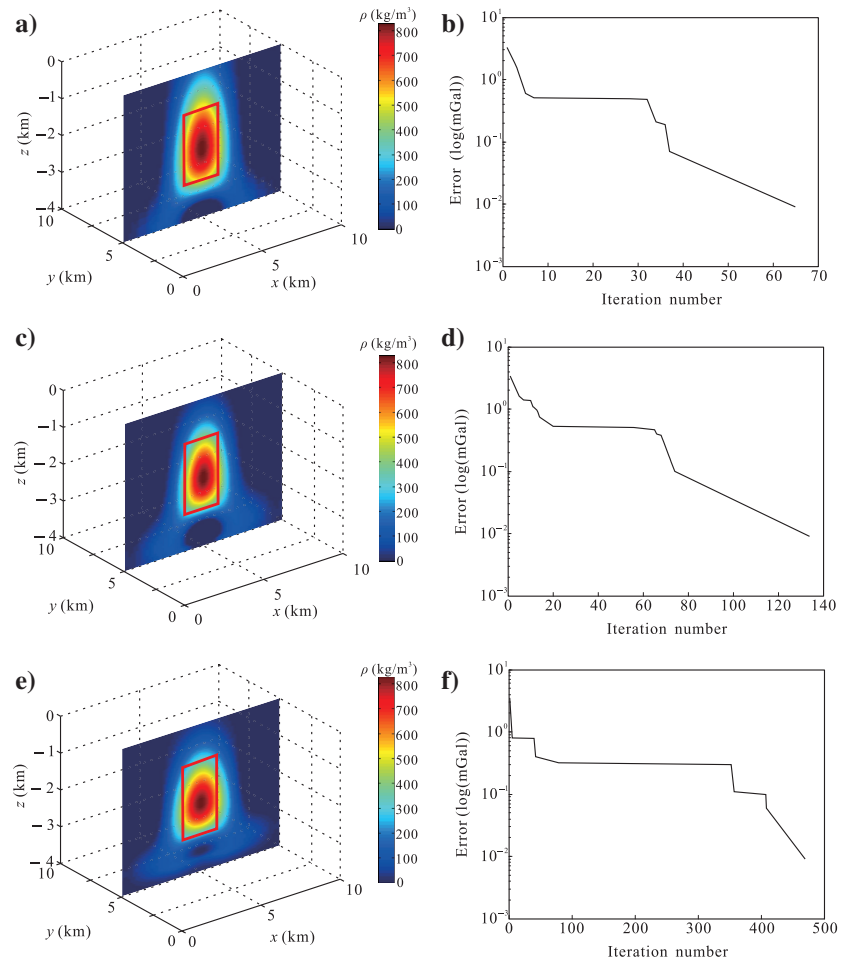 a)
ρ (kg/m³)
800
700
600
500
400
300
200
100
0
0
−1
−2
−3
−4
z (km)
10
5
0
y (km)
0
5
10
x (km)
b)
10¹
10⁰
10⁻¹
10⁻²
10⁻³
Error (log(mGal))
0 10 20 30 40 50 60 70
Iteration number
c)
ρ (kg/m³)
800
700
600
500
400
300
200
100
0
0
−1
−2
−3
−4
z (km)
10
5
0
y (km)
0
5
10
x (km)
d)
10¹
10⁰
10⁻¹
10⁻²
10⁻³
Error (log(mGal))
0 20 40 60 80 100 120 140
Iteration number
e)
ρ (kg/m³)
800
700
600
500
400
300
200
100
0
0
−1
−2
−3
−4
z (km)
10
5
0
y (km)
0
5
10
x (km)
f)
10¹
10⁰
10⁻¹
10⁻²
10⁻³
Error (log(mGal))
0 100 200 300 400 500
Iteration number